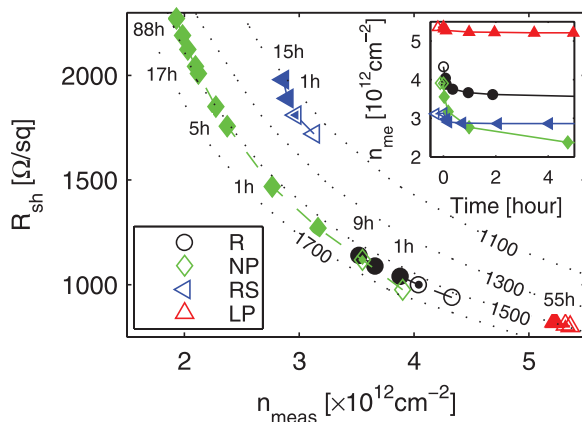 88h
17h
5h
1h
15h
1h
9h
1h
55h
1700
1500
1300
1100
2000
1500
1000
R_sh [Ω/sq]
2
3
4
5
n_meas [×10^12 cm^-2]
R
NP
RS
LP
n_me [10^12 cm^-2]
5
4
3
2
0
2
4
Time [hour]